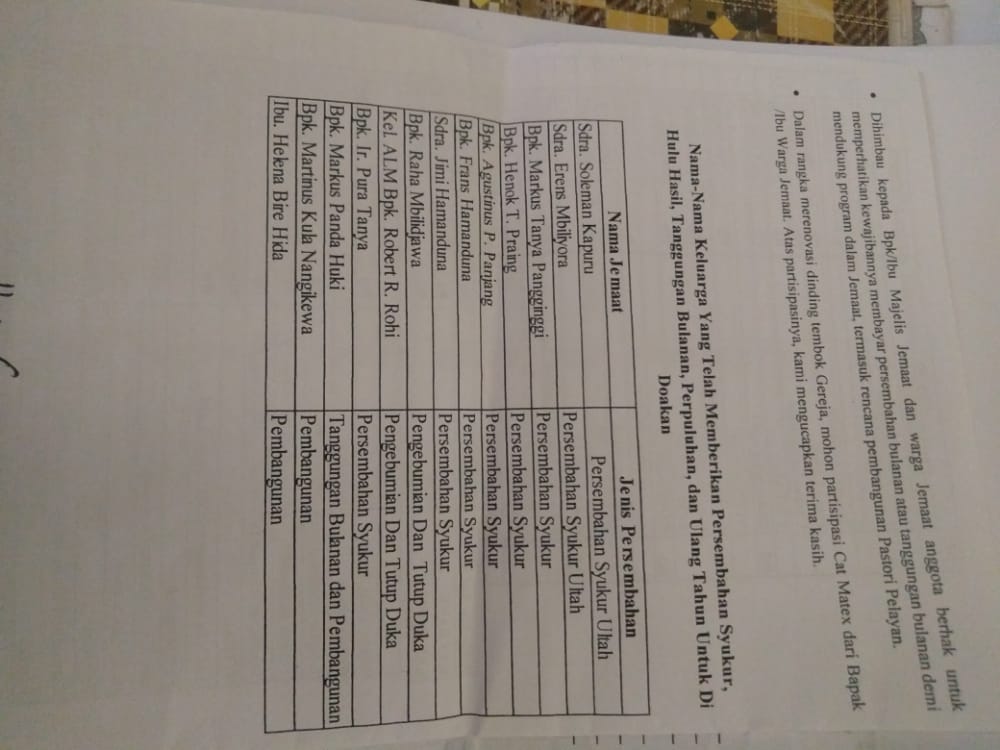 • Dihimbau kepada Bpk/Ibu Majelis Jemaat dan warga Jemaat anggota berhak untuk
memperhatikan kewajibannya membayar persembahan bulanan atau tanggungan bulanan demi
mendukung program dalam Jemaat, termasuk rencana pembangunan Pastori Pelayan.
• Dalam rangka merenovasi dinding tembok Gereja, mohon partisipasi Cat Matex dari Bapak
/Ibu Warga Jemaat. Atas partisipasinya, kami mengucapkan terima kasih.
Nama-Nama Keluarga Yang Telah Memberikan Persembahan Syukur,
Hulu Hasil, Tanggungan Bulanan, Perpuluhan, dan Ulang Tahun Untuk Di
Doakan
Nama Jemaat Jenis Persembahan
Sdra. Soleman Kapuru Persembahan Syukur Ultah
Sdra. Erens Mbiliyora Persembahan Syukur Ultah
Bpk. Markus Tanya Pangginggi Persembahan Syukur
Bpk. Henok T. Praing Persembahan Syukur
Bpk. Agustinus P. Panjang Persembahan Syukur
Bpk. Frans Hamanduna Persembahan Syukur
Sdra. Jimi Hamanduna Persembahan Syukur
Bpk. Raha Mbilidjawa Pengebumian Dan Tutup Duka
Kel. ALM Bpk. Robert R. Rohi Pengebumian Dan Tutup Duka
Bpk. Ir. Pura Tanya Persembahan Syukur
Bpk. Markus Panda Huki Tanggungan Bulanan dan Pembangunan
Bpk. Martinus Kula Nangikewa Pembangunan
Ibu. Helena Bire Hida Pembangunan